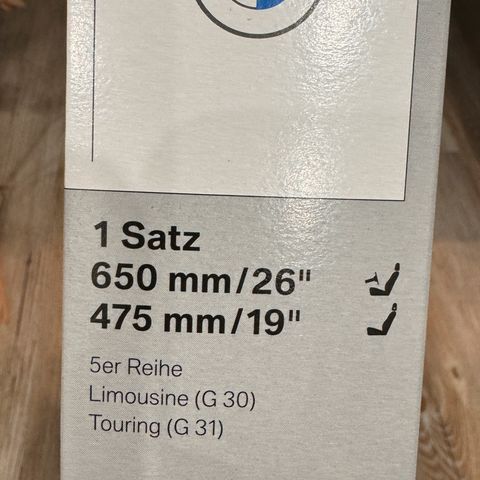 1 Satz
650 mm/26"
475 mm/19"
5er Reihe
Limousine (G 30)
Touring (G 31)